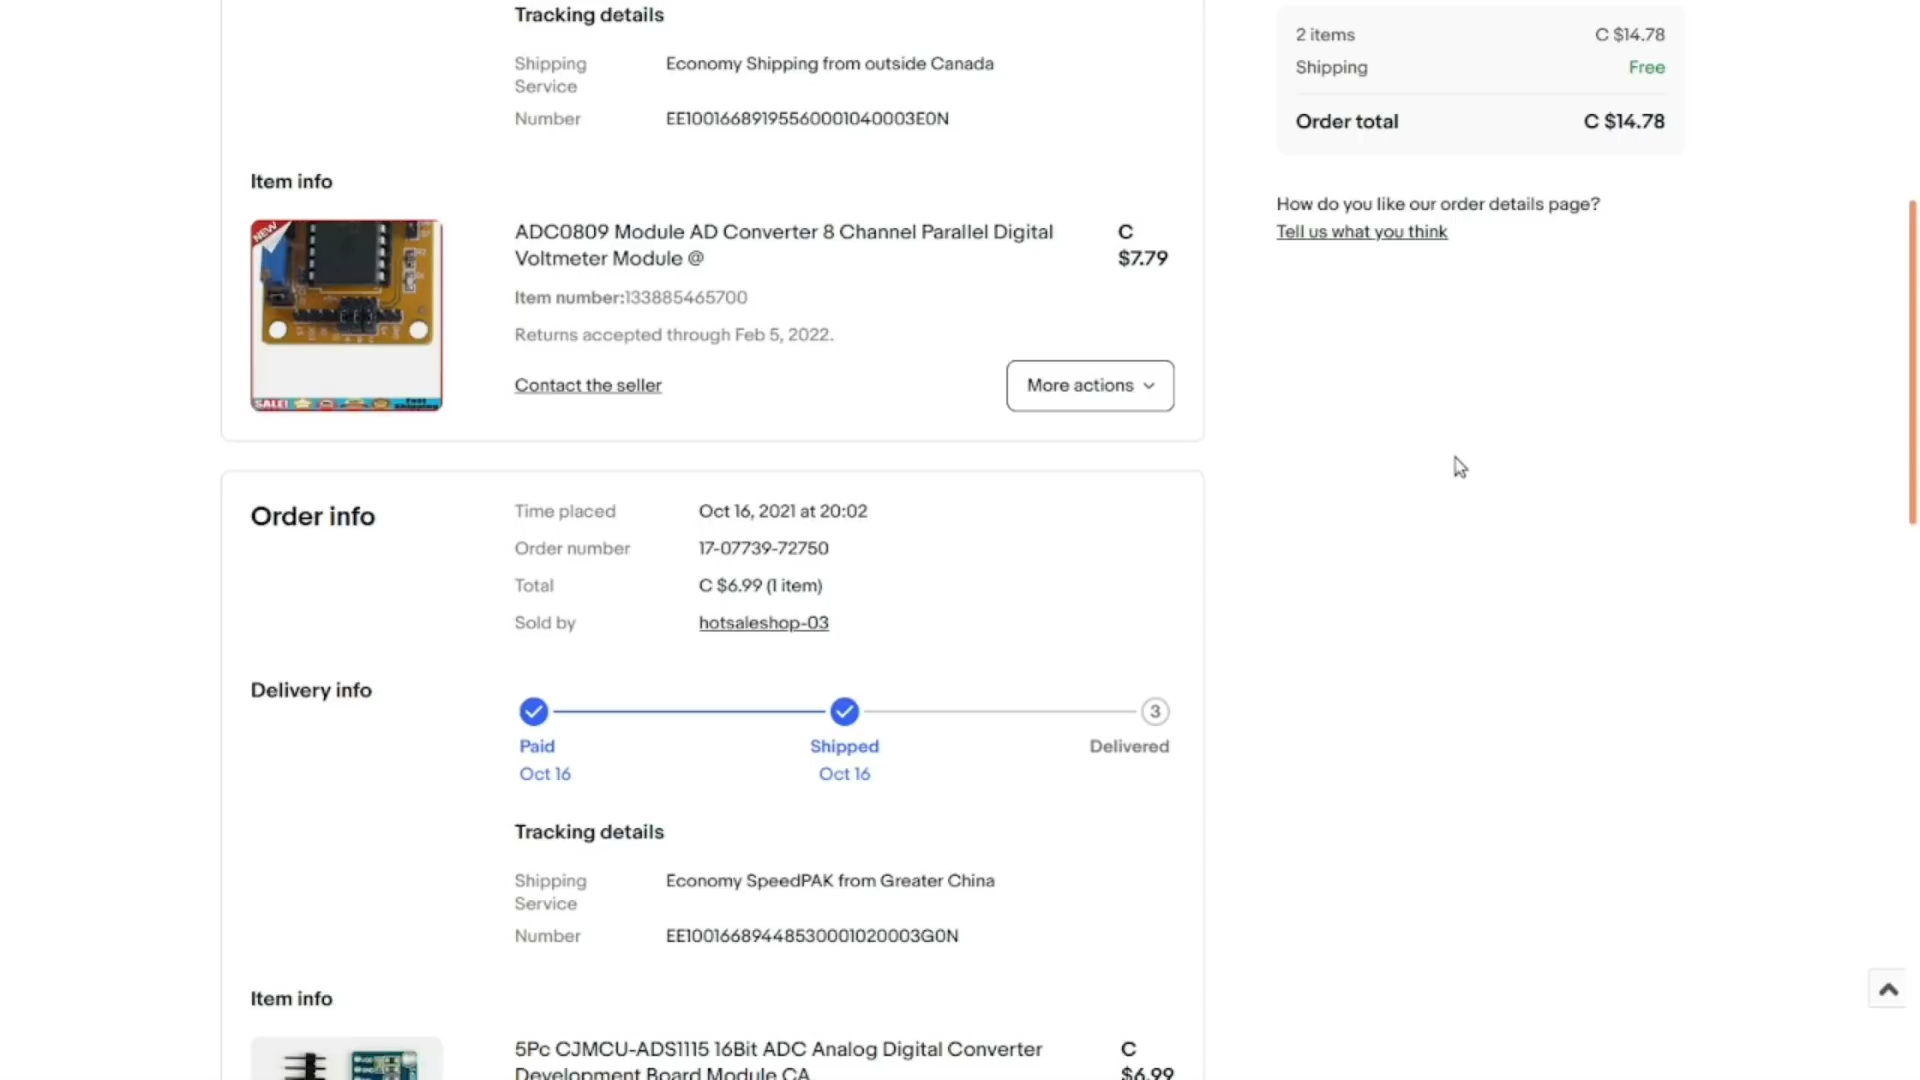 Tracking details
Shipping
Service
Economy Shipping from outside Canada
Number
EE10016689195560001040003E0N
Item info
NEW
SALE!
Fast
Shipping
ADC0809 Module AD Converter 8 Channel Parallel Digital
Voltmeter Module @
C
$7.79
Item number:133885465700
Returns accepted through Feb 5, 2022.
Contact the seller
More actions
2 items
C $14.78
Shipping
Free
Order total
C $14.78
How do you like our order details page?
Tell us what you think
Order info
Time placed
Oct 16, 2021 at 20:02
Order number
17-07739-72750
Total
C $6.99 (1 item)
Sold by
hotsaleshop-03
Delivery info
3
Paid
Shipped
Delivered
Oct 16
Oct 16
Tracking details
Shipping
Service
Economy SpeedPAK from Greater China
Number
EE10016689448530001020003G0N
Item info
5Pc CJMCU-ADS1115 16Bit ADC Analog Digital Converter
Development Board Module CA
C
$6.99